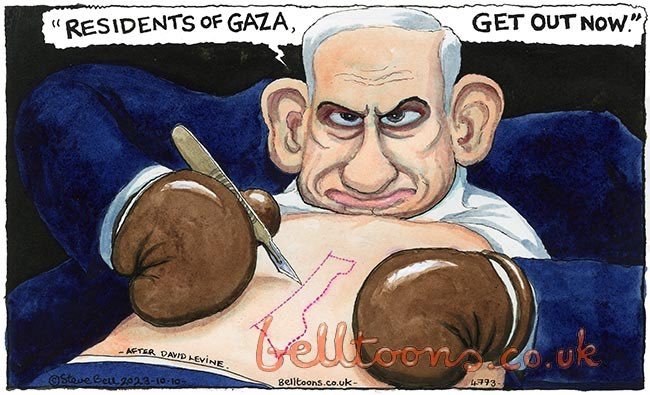 "RESIDENTS OF GAZA,
GET OUT NOW."
belltoons.co.uk
-AFTER DAVID LEVINE.
©Steve Bell 2023-10-10-
Belltoons.co.uk-
-4773-